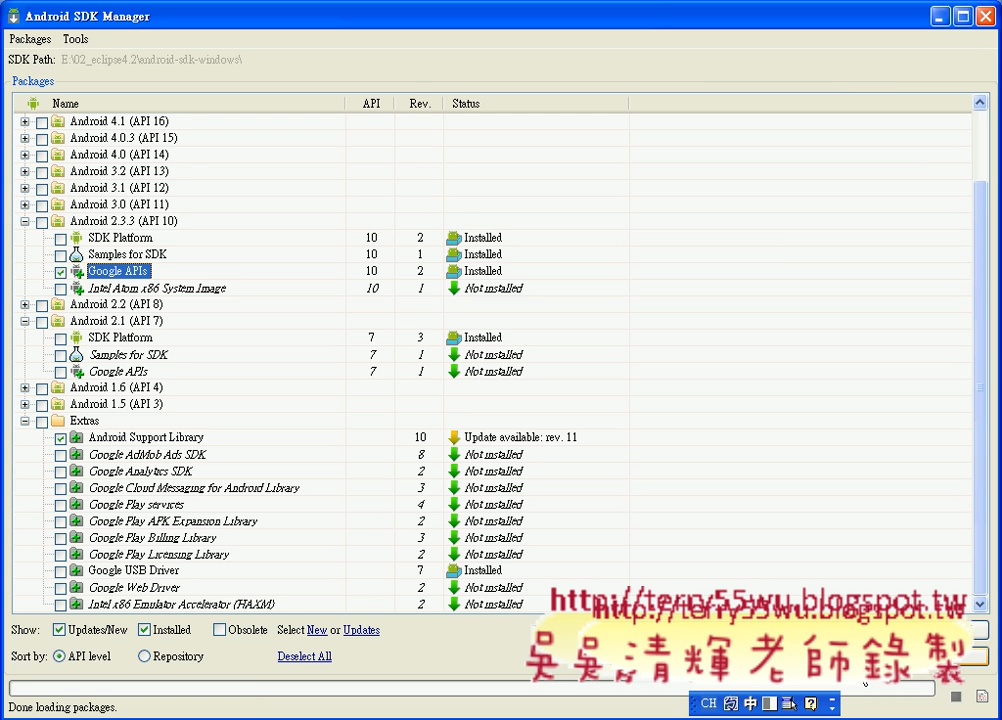 Android SDK Manager
Packages Tools
SDK Path: E:\02_eclipse4.2\android-sdk-windows\
Packages
Name API Rev. Status
Android 4.1 (API 16)
Android 4.0.3 (API 15)
Android 4.0 (API 14)
Android 3.2 (API 13)
Android 3.1 (API 12)
Android 3.0 (API 11)
Android 2.3.3 (API 10)
SDK Platform 10 2 Installed
Samples for SDK 10 1 Installed
Google APIs 10 2 Installed
Intel Atom x86 System Image 10 1 Not installed
Android 2.2 (API 8)
Android 2.1 (API 7)
SDK Platform 7 3 Installed
Samples for SDK 7 1 Not installed
Google APIs 7 1 Not installed
Android 1.6 (API 4)
Android 1.5 (API 3)
Extras
Android Support Library 10 Update available: rev. 11
Google AdMob Ads SDK 8 Not installed
Google Analytics SDK 2 Not installed
Google Cloud Messaging for Android Library 3 Not installed
Google Play services 4 Not installed
Google Play APK Expansion Library 2 Not installed
Google Play Billing Library 3 Not installed
Google Play Licensing Library 2 Not installed
Google USB Driver 7 Installed
Google Web Driver 2 Not installed
Intel x86 Emulator Accelerator (HAXM) 2 Not installed
http://terry55wu.blogspot.tw
http://terry55wu.blogspot.tw
Show: Updates/New Installed Obsolete Select New or Updates
吳吳清輝老師錄製
Sort by: API level Repository Deselect All
CH 中
Done loading packages.